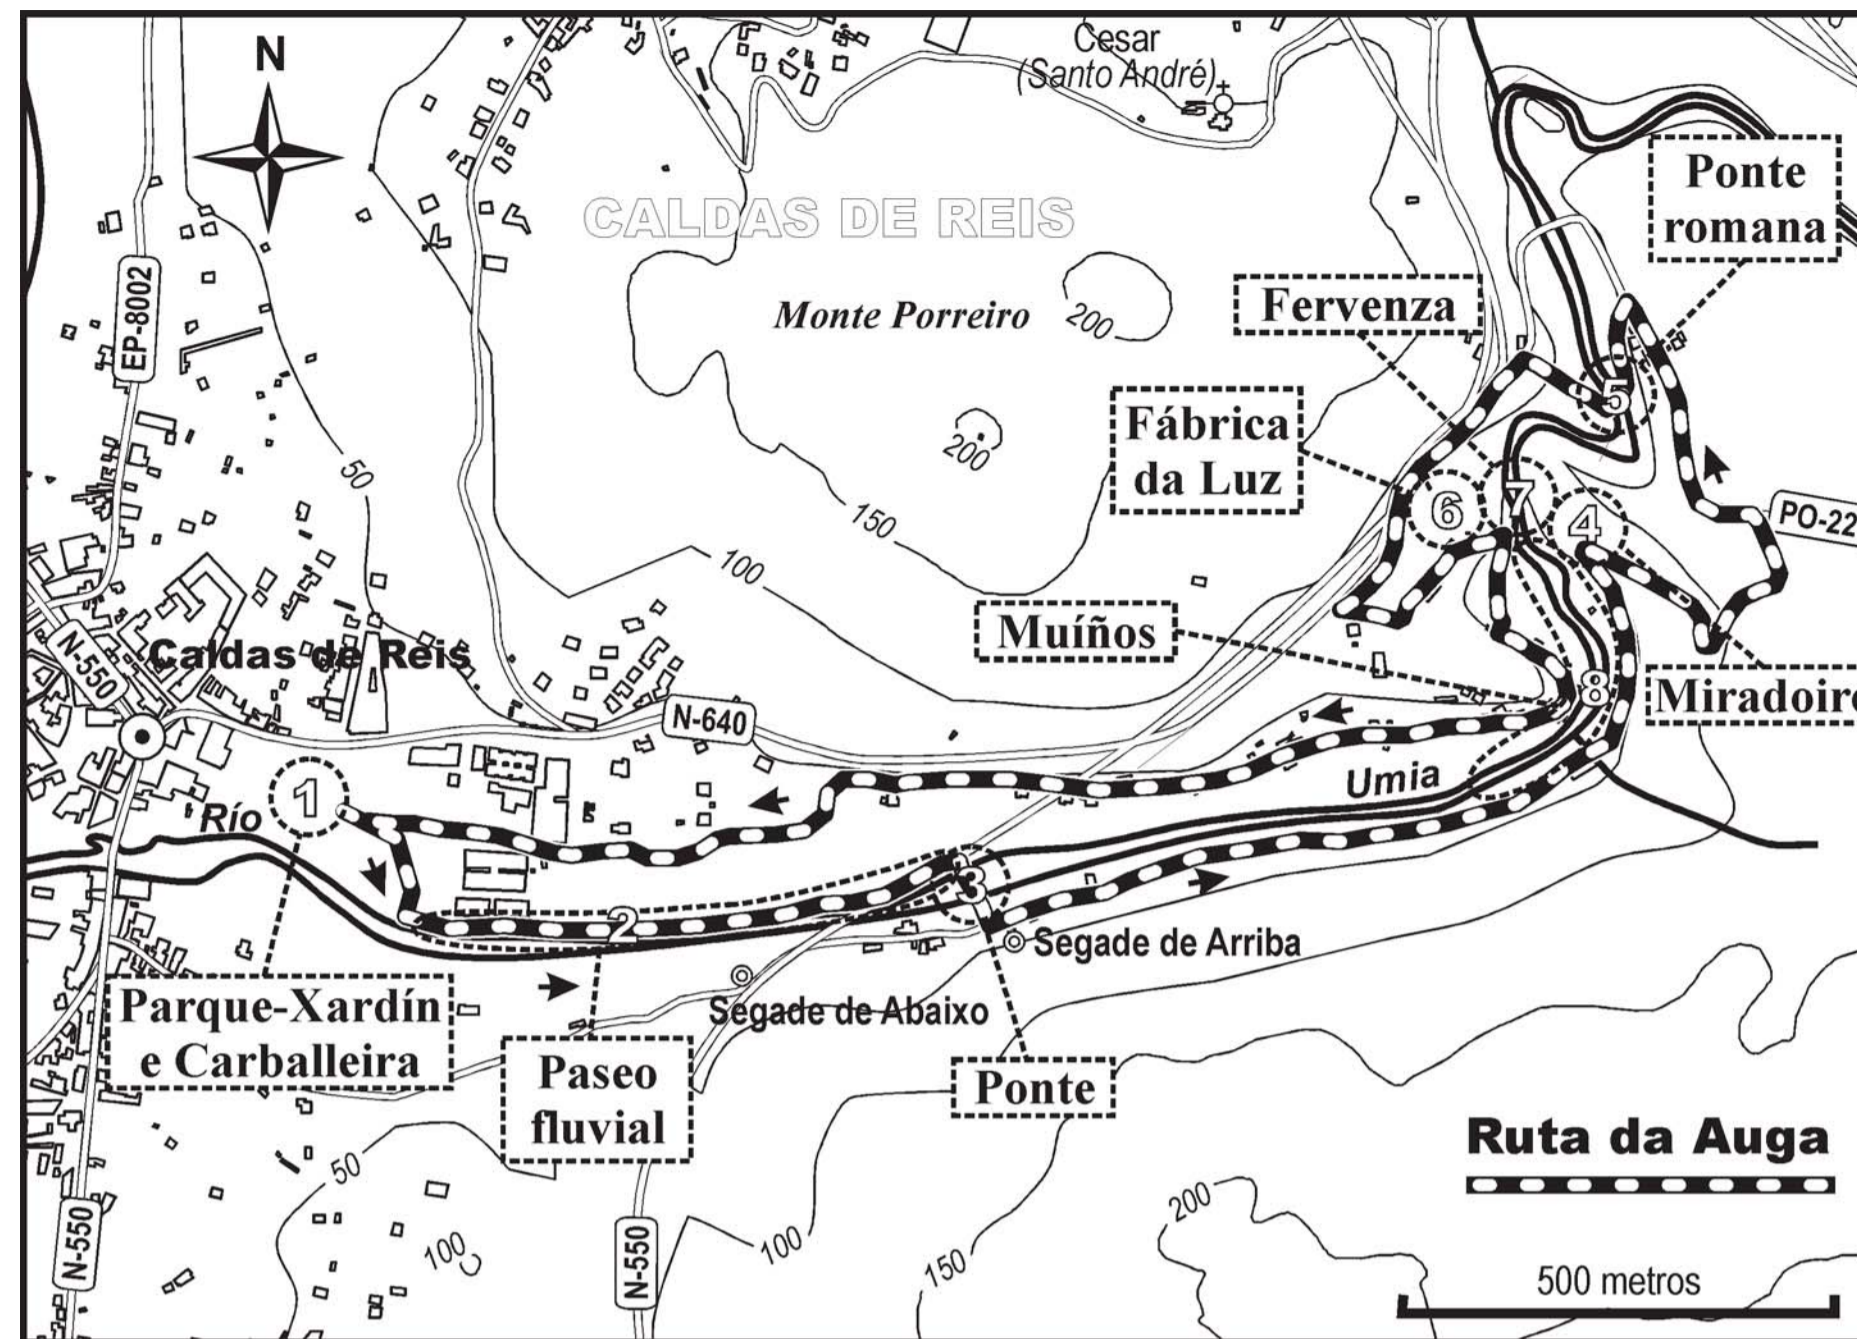 N
Cesar
(Santo André)
CALDAS DE REIS
Ponte
romana
EP-8002
Monte Porreiro
200
Fervenza
5
Fábrica
da Luz
200
50
150
6
7
4
PO-22
100
Muíños
N-550
Caldas de Reis
8
Miradoiro
N-640
1
Río
Umia
3
2
Segade de Arriba
Parque-Xardín
e Carballeira
Segade de Abaixo
Paseo
fluvial
Ponte
Ruta da Auga
50
200
100
100
150
N-550
N-550
500 metros